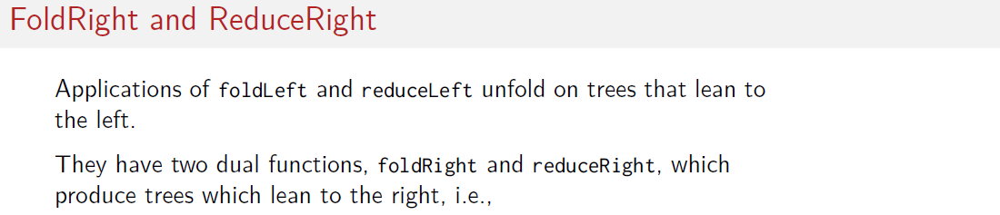 FoldRight and ReduceRight
Applications of foldLeft and reduceLeft unfold on trees that lean to
the left.
They have two dual functions, foldRight and reduceRight, which
produce trees which lean to the right, i.e.,